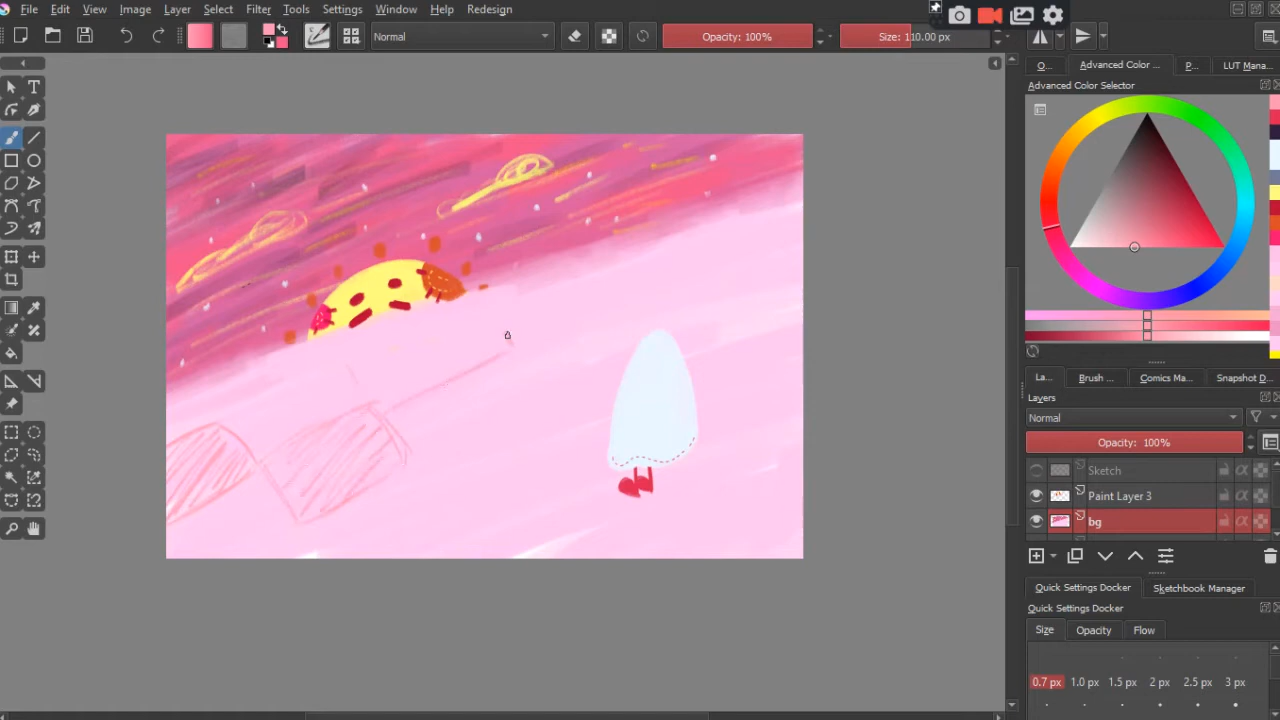 File Edit View Image Layer Select Filter Tools Settings Window Help Redesign
Normal Opacity: 100% Size: 110.00 px
O... Advanced Color ... P... LUT Mana...
Advanced Color Selector
La... Brush ... Comics Ma... Snapshot D...
Layers
Normal
Opacity: 100%
Sketch
Paint Layer 3
bg
Quick Settings Docker Sketchbook Manager
Quick Settings Docker
Size Opacity Flow
0.7 px 1.0 px 1.5 px 2 px 2.5 px 3 px